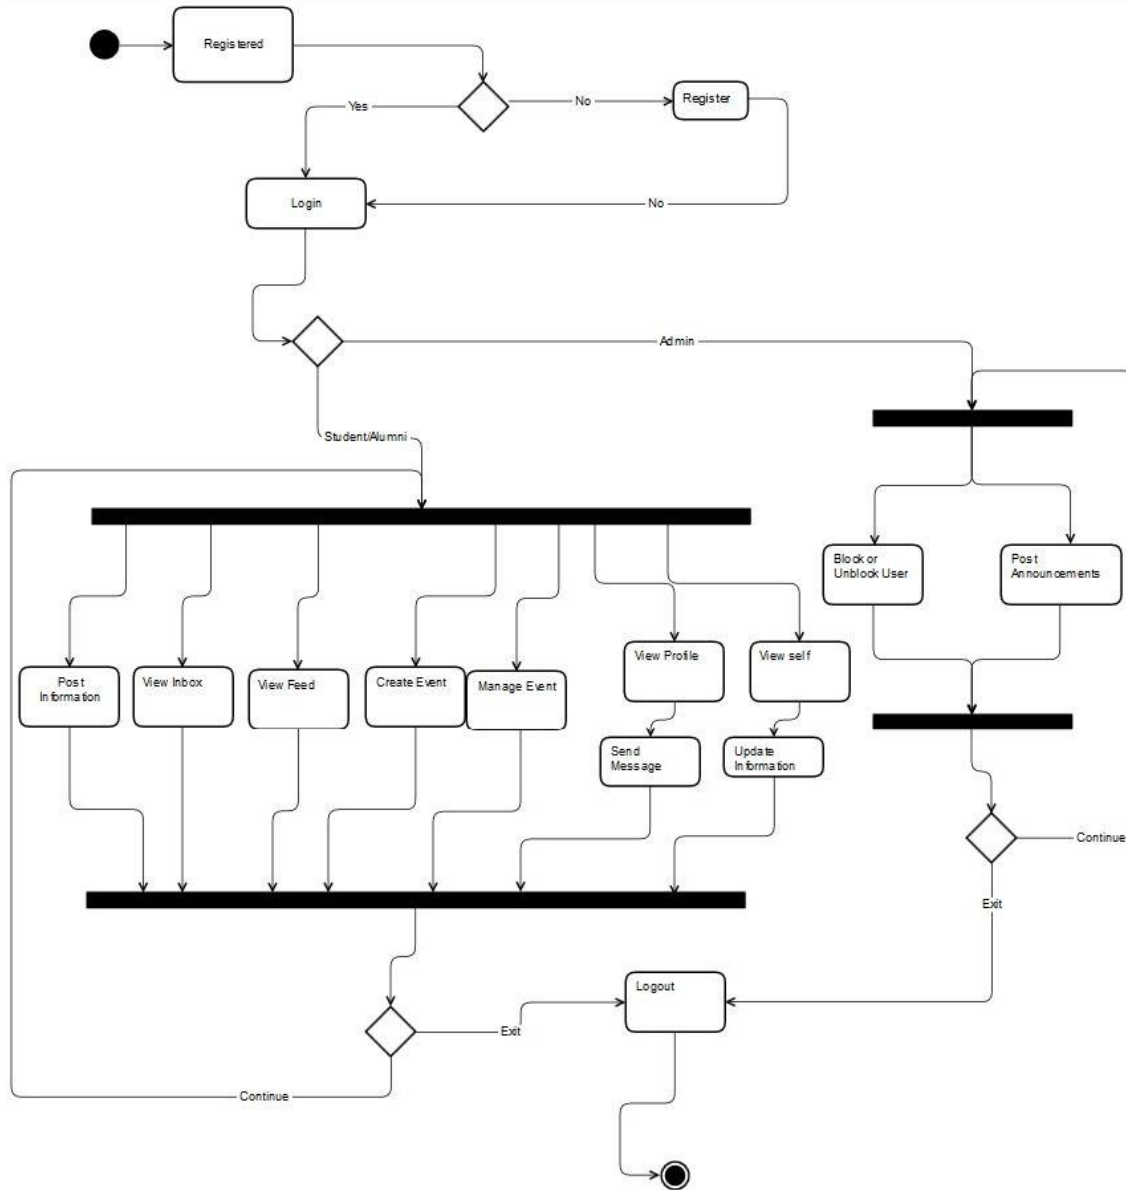 Registered
Yes
No
Register
Login
No
Admin
Student/Alumni
Block or
Unblock User
Post
Announcements
Post
Information
View Inbox
View Feed
Create Event
Manage Event
View Profile
View self
Send
Message
Update
Information
Continue
Exit
Logout
Exit
Continue